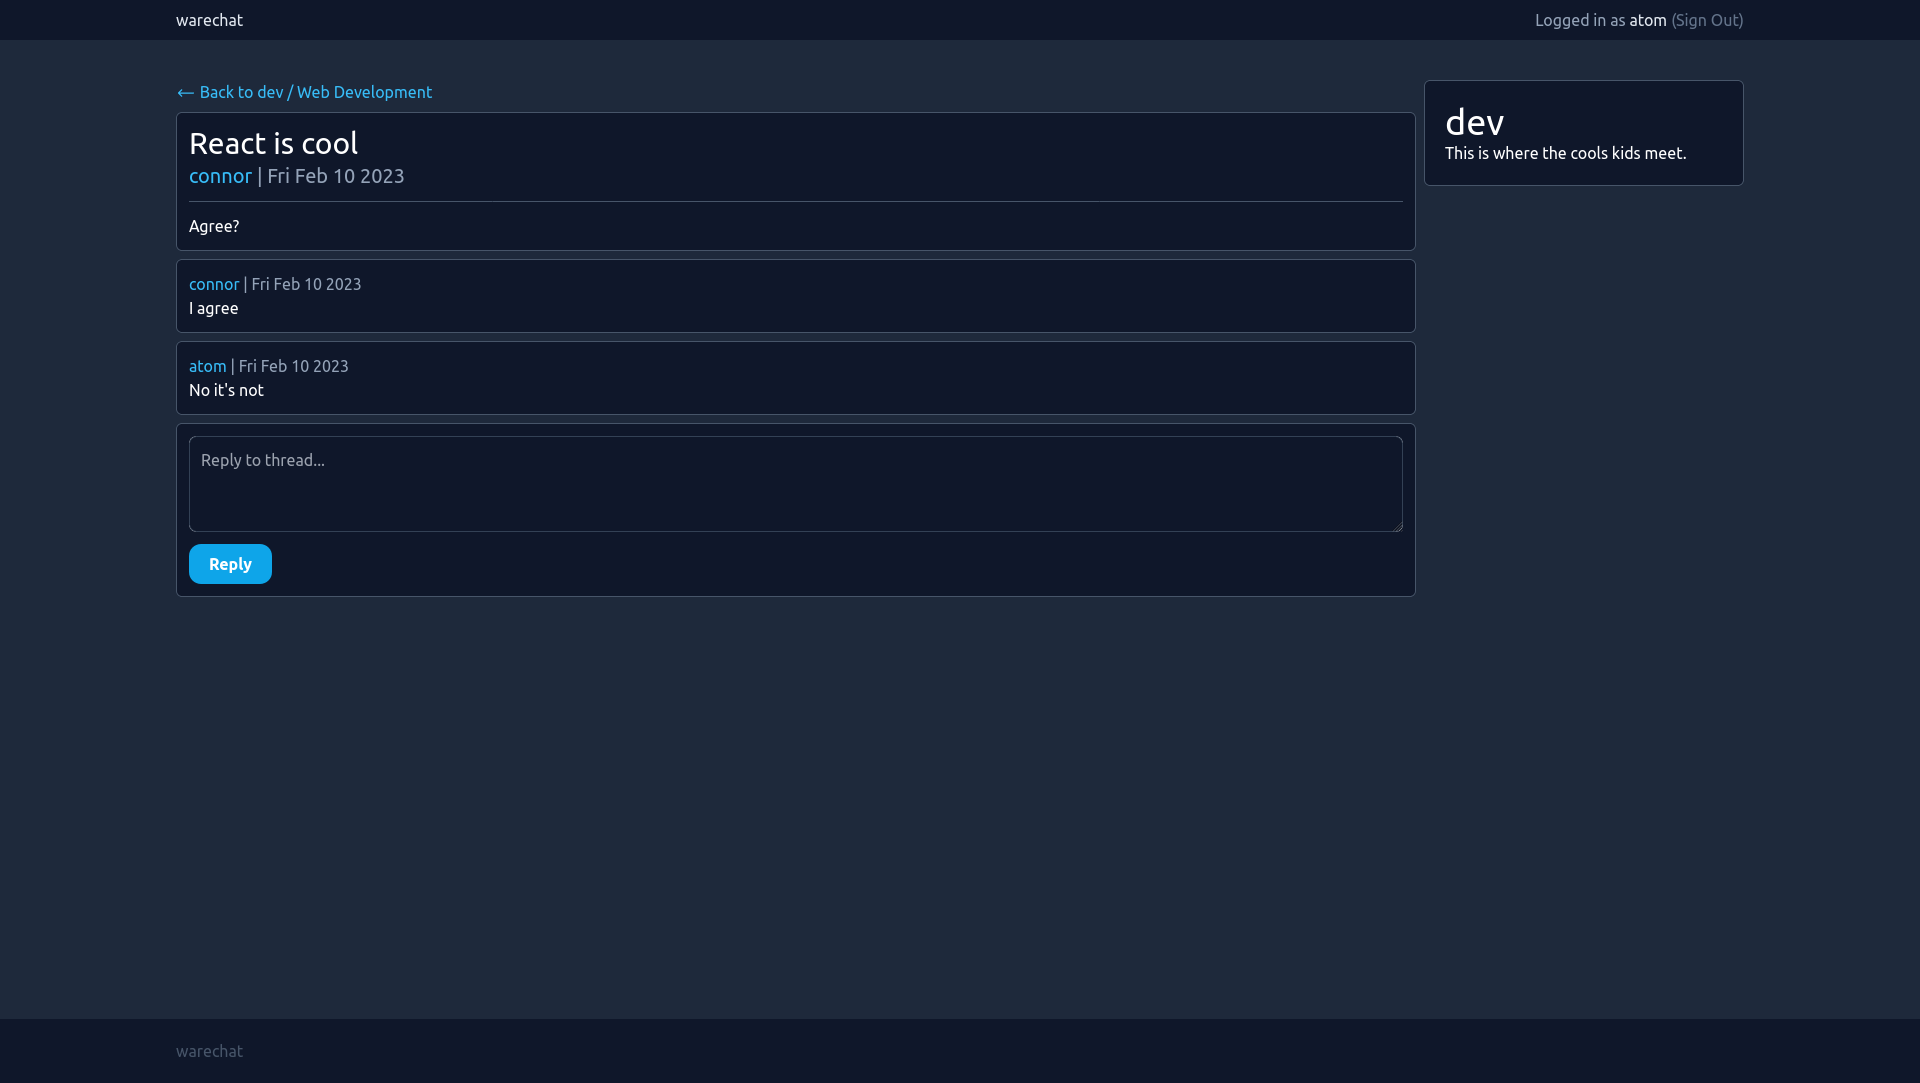 warechat
Logged in as atom (Sign Out)
← Back to dev / Web Development
React is cool
connor | Fri Feb 10 2023
Agree?
connor | Fri Feb 10 2023
I agree
atom | Fri Feb 10 2023
No it's not
Reply to thread...
Reply
dev
This is where the cools kids meet.
warechat